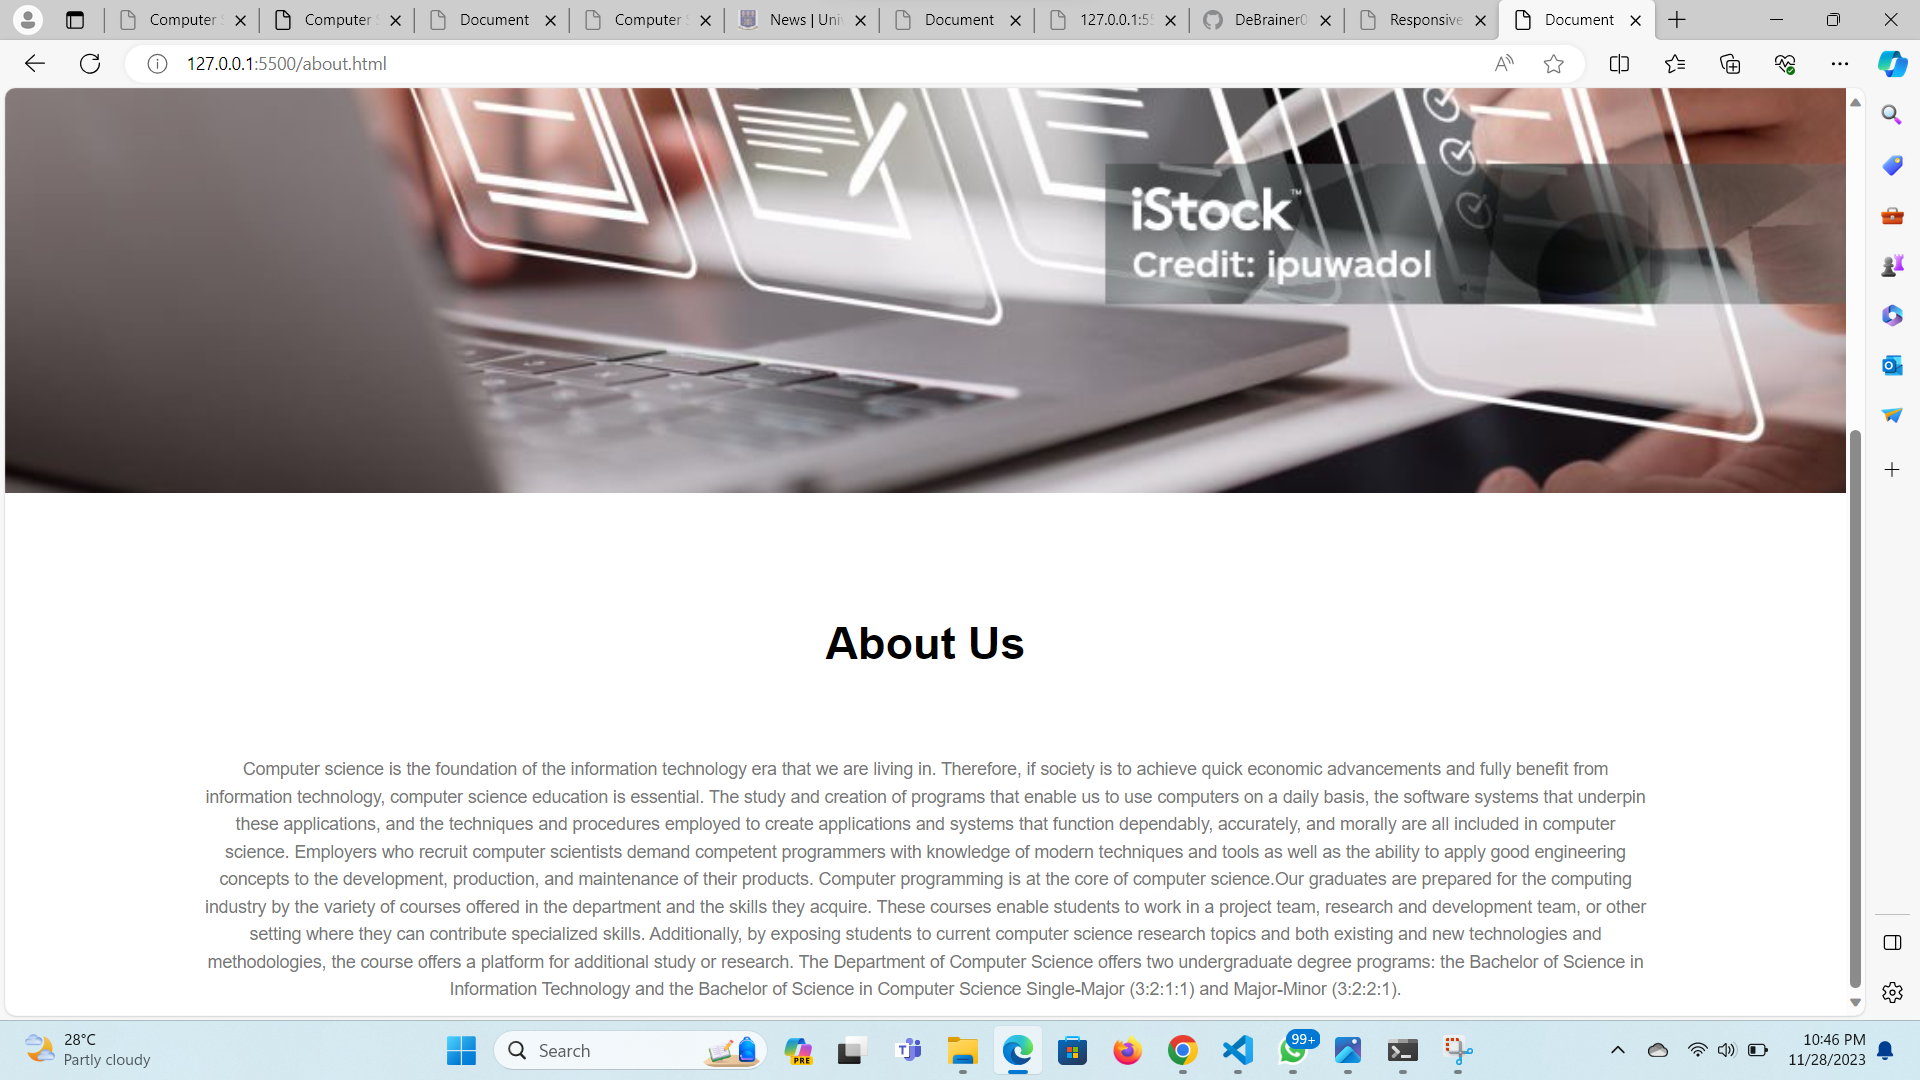 Computer S
Computer S
Document
Computer S
News | Univ
Document
127.0.0.1:55
DeBrainer0
Responsive
Document
127.0.0.1:5500/about.html
iStock™
Credit: ipuwadol
About Us
Computer science is the foundation of the information technology era that we are living in. Therefore, if society is to achieve quick economic advancements and fully benefit from
information technology, computer science education is essential. The study and creation of programs that enable us to use computers on a daily basis, the software systems that underpin
these applications, and the techniques and procedures employed to create applications and systems that function dependably, accurately, and morally are all included in computer
science. Employers who recruit computer scientists demand competent programmers with knowledge of modern techniques and tools as well as the ability to apply good engineering
concepts to the development, production, and maintenance of their products. Computer programming is at the core of computer science.Our graduates are prepared for the computing
industry by the variety of courses offered in the department and the skills they acquire. These courses enable students to work in a project team, research and development team, or other
setting where they can contribute specialized skills. Additionally, by exposing students to current computer science research topics and both existing and new technologies and
methodologies, the course offers a platform for additional study or research. The Department of Computer Science offers two undergraduate degree programs: the Bachelor of Science in
Information Technology and the Bachelor of Science in Computer Science Single-Major (3:2:1:1) and Major-Minor (3:2:2:1).
28°C
Partly cloudy
Search
PRE
99+
10:46 PM
11/28/2023